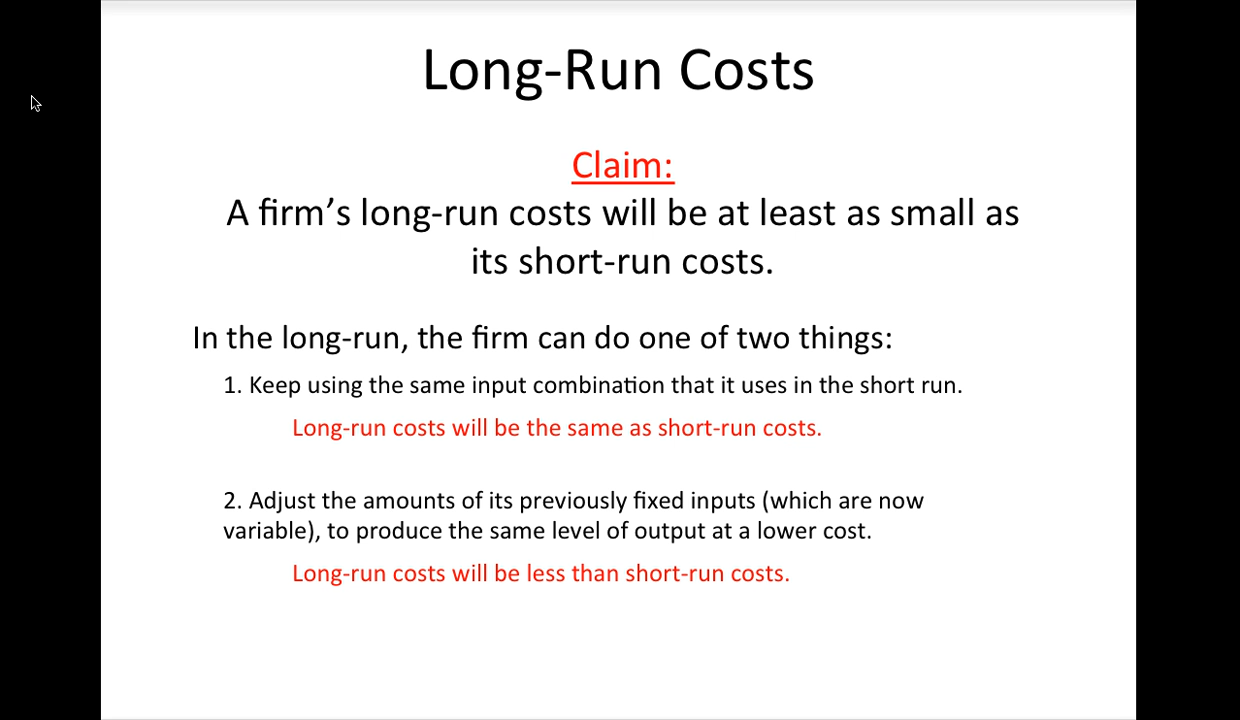 Long-Run Costs
Claim:
A firm’s long-run costs will be at least as small as
its short-run costs.
In the long-run, the firm can do one of two things:
1. Keep using the same input combination that it uses in the short run.
Long-run costs will be the same as short-run costs.
2. Adjust the amounts of its previously fixed inputs (which are now
variable), to produce the same level of output at a lower cost.
Long-run costs will be less than short-run costs.